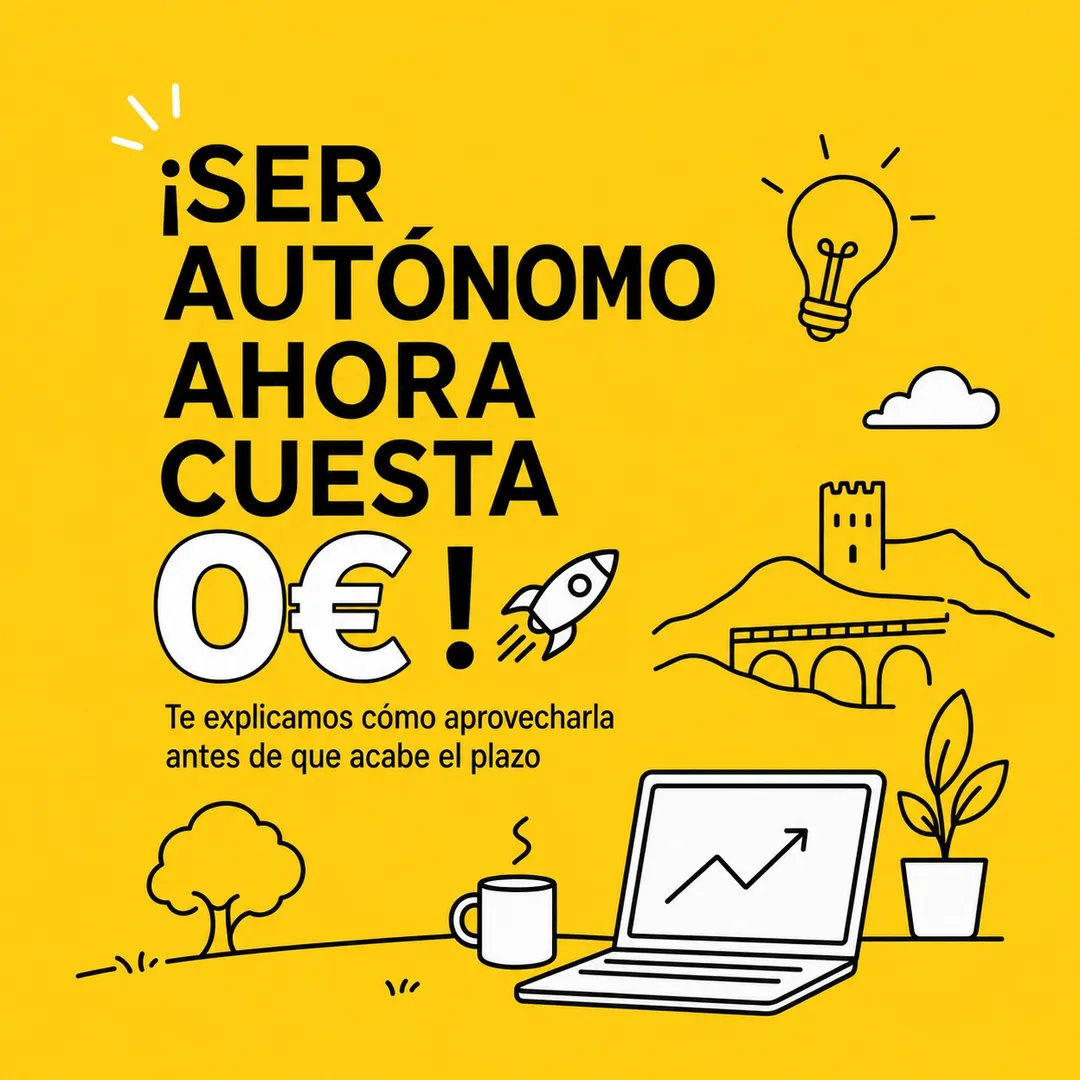 ¡SER
AUTÓNOMO
AHORA
CUESTA
0€!
Te explicamos cómo aprovecharla
antes de que acabe el plazo